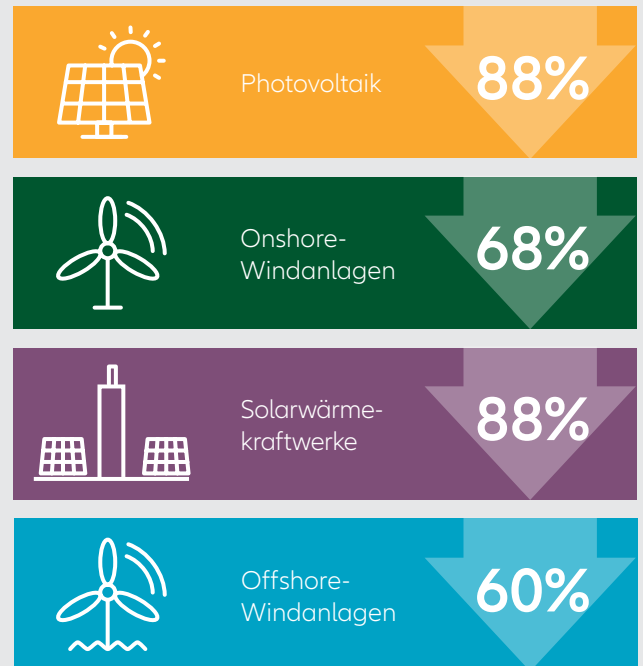 Photovoltaik
88%
Onshore-
Windanlagen
68%
Solarwärme-
kraftwerke
88%
Offshore-
Windanlagen
60%